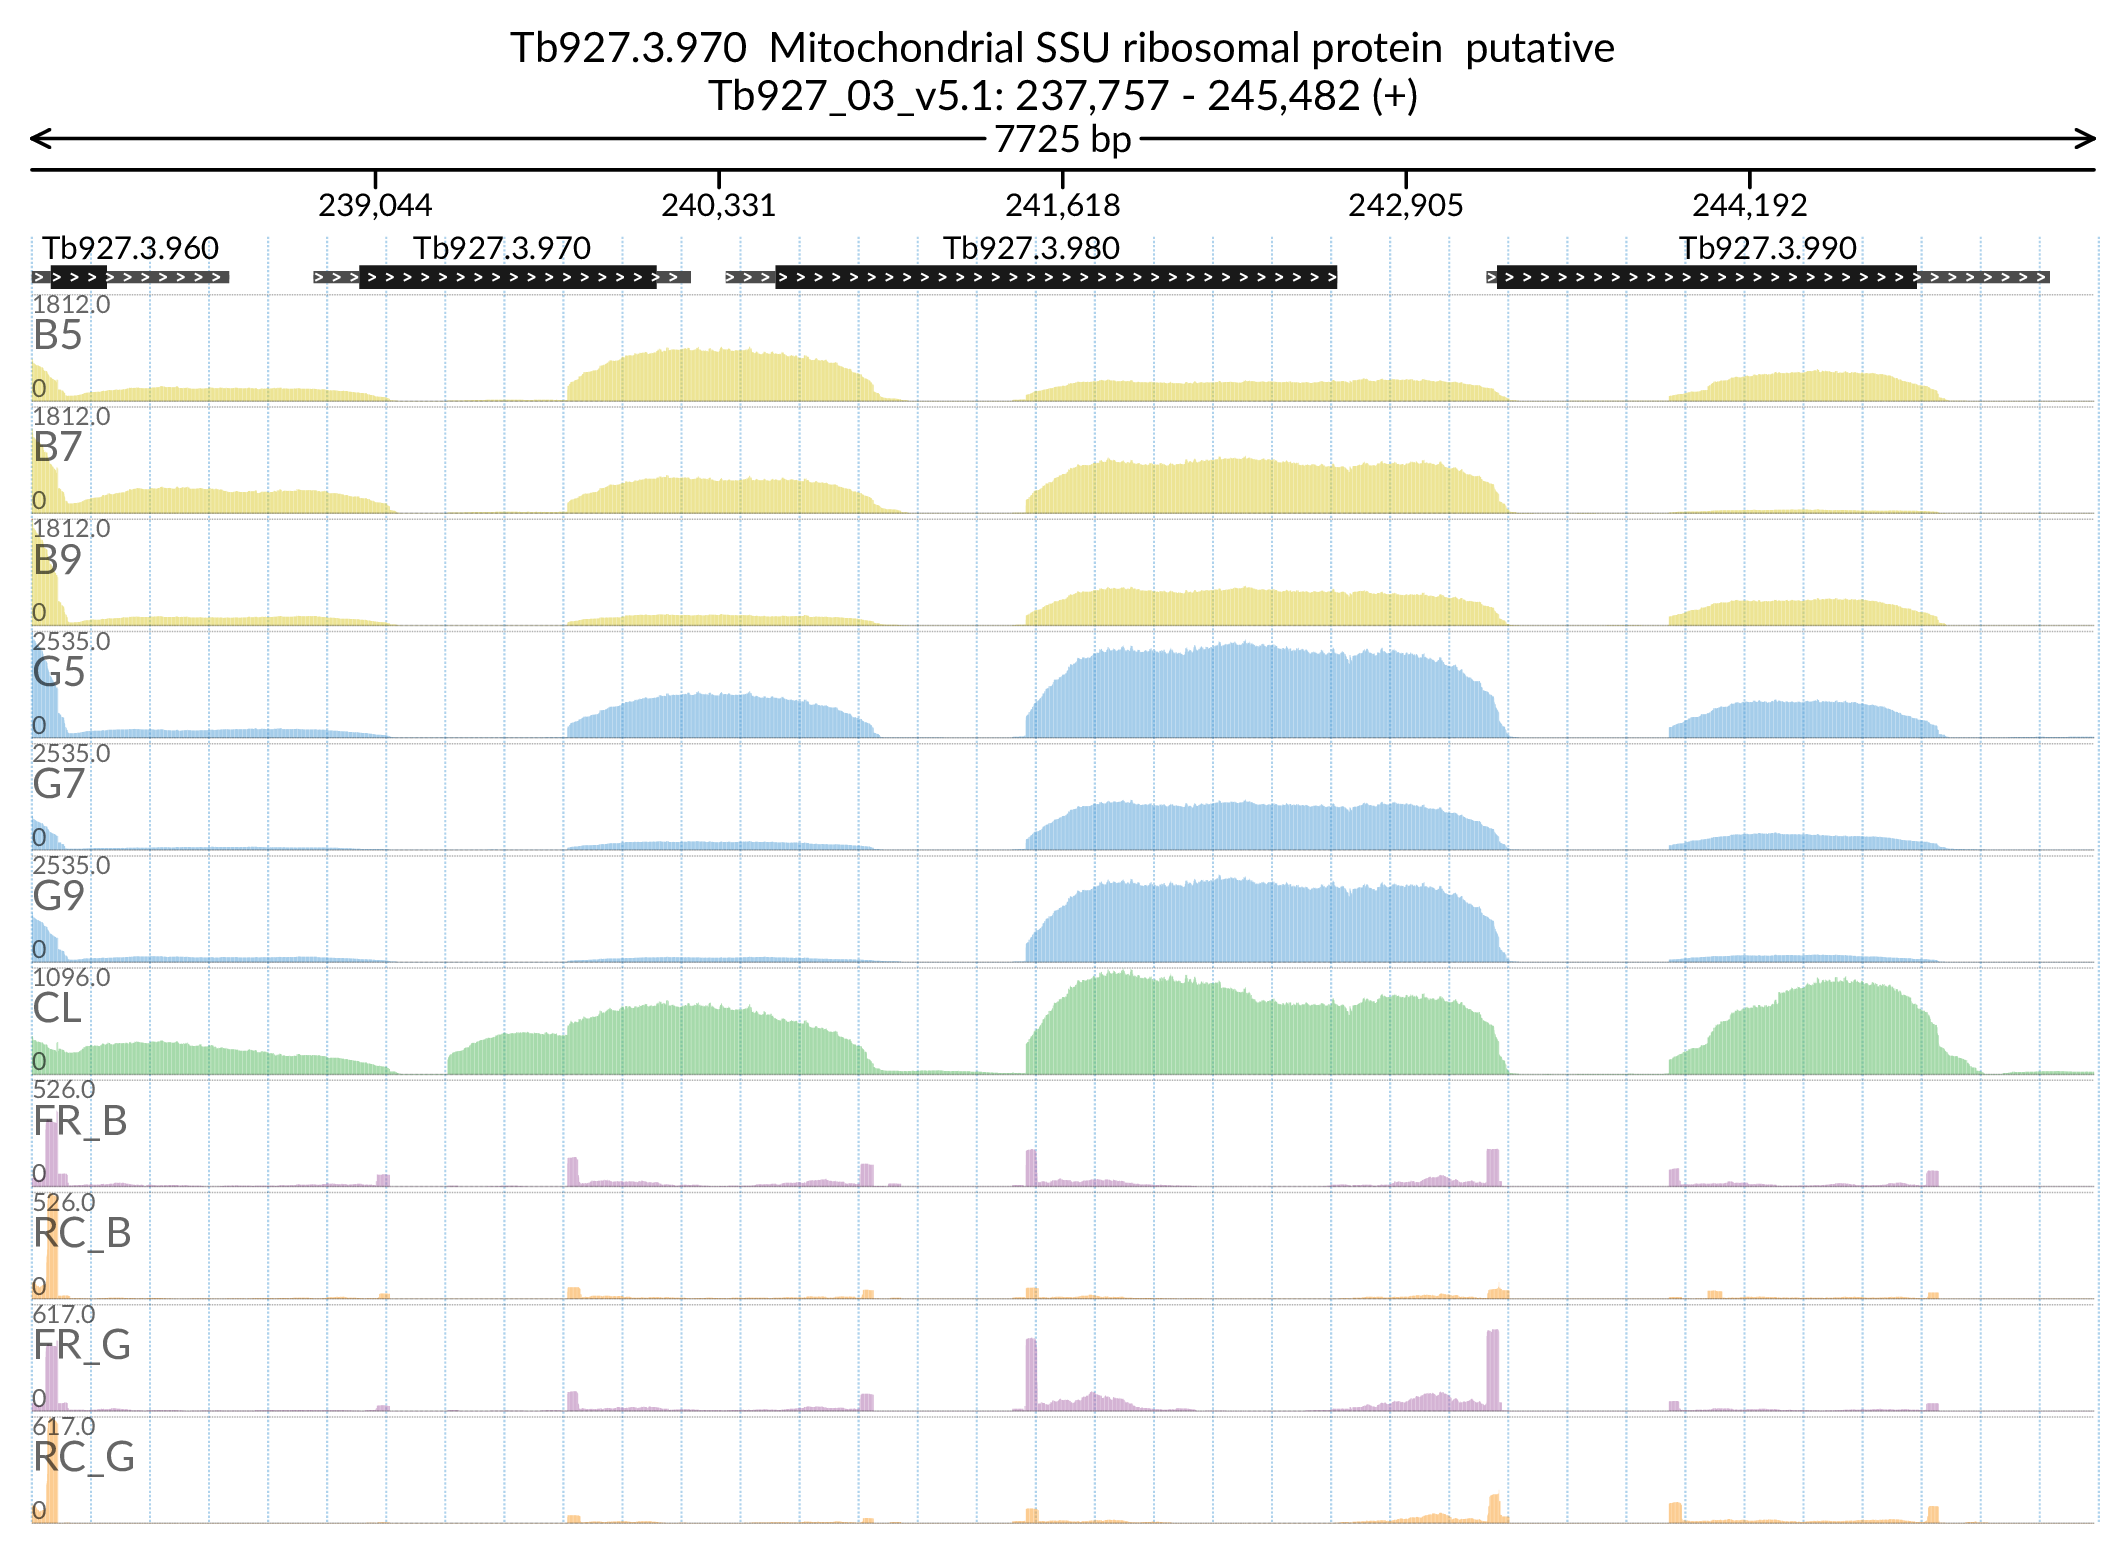 Tb927.3.970  Mitochondrial SSU ribosomal protein  putative
Tb927_03_v5.1: 237,757 - 245,482 (+)
7725 bp
239,044 240,331 241,618 242,905 244,192
Tb927.3.960 Tb927.3.970 Tb927.3.980 Tb927.3.990
1812.0
B5
0
1812.0
B7
0
1812.0
B9
0
2535.0
G5
0
2535.0
G7
0
2535.0
G9
0
1096.0
CL
0
526.0
FR_B
0
526.0
RC_B
0
617.0
FR_G
0
617.0
RC_G
0